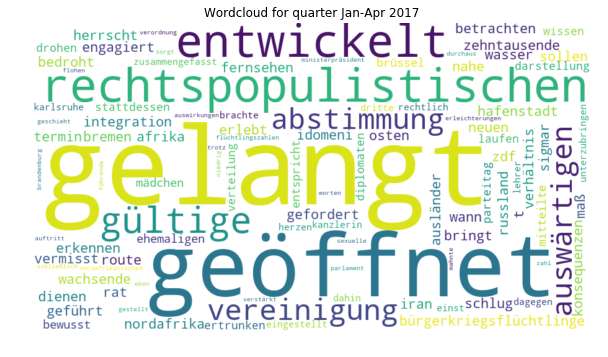 Wordcloud for quarter Jan-Apr 2017
verordnung
herrscht
sorgt
ministerpräsident
durchaus
betrachten
wissen
drohen
engagiert
entwickelt
zehntausende
bedroht
zusammengefasst
fernsehen
brüssel
wasser
sollen
flohen
nahe
darstellung
rechtspopulistischen
karlsruhe
stattdessen
auswirkungen
brachte
dritte
rechtlich
erleichterungen
geschieht
integration
erlebt
abstimmung
hafenstadt
terminbremen
afrika
idomeni
osten
neuen
laufen
brandenburg
führende
trotz
flüchtlingszahlen
niedrig
verteilung
entspricht
diplomaten
zdf
sigmar
verhältnis
unterzubringen
mädchen
gelangt
worten
ausländer
parteitag
russland
lehrer
t
mitteilte
maß
auswärtigen
gültige
gefordert
wann
herzen
kanzlerin
auftritt
erkennen
ehemaligen
sexuelle
bringt
vermisst
route
schließlich
nordafrikanischen
geöffnet
parlament
mahnte
zahl
konsequenzen
wachsende
eben
dienen
rat
verstärkt
dahin
iran
einst
schlug
dagegen
geführt
gestellt
vereinigung
bewusst
nordafrika
ertrunken
eingestellt
bürgerkriegsflüchtlinge